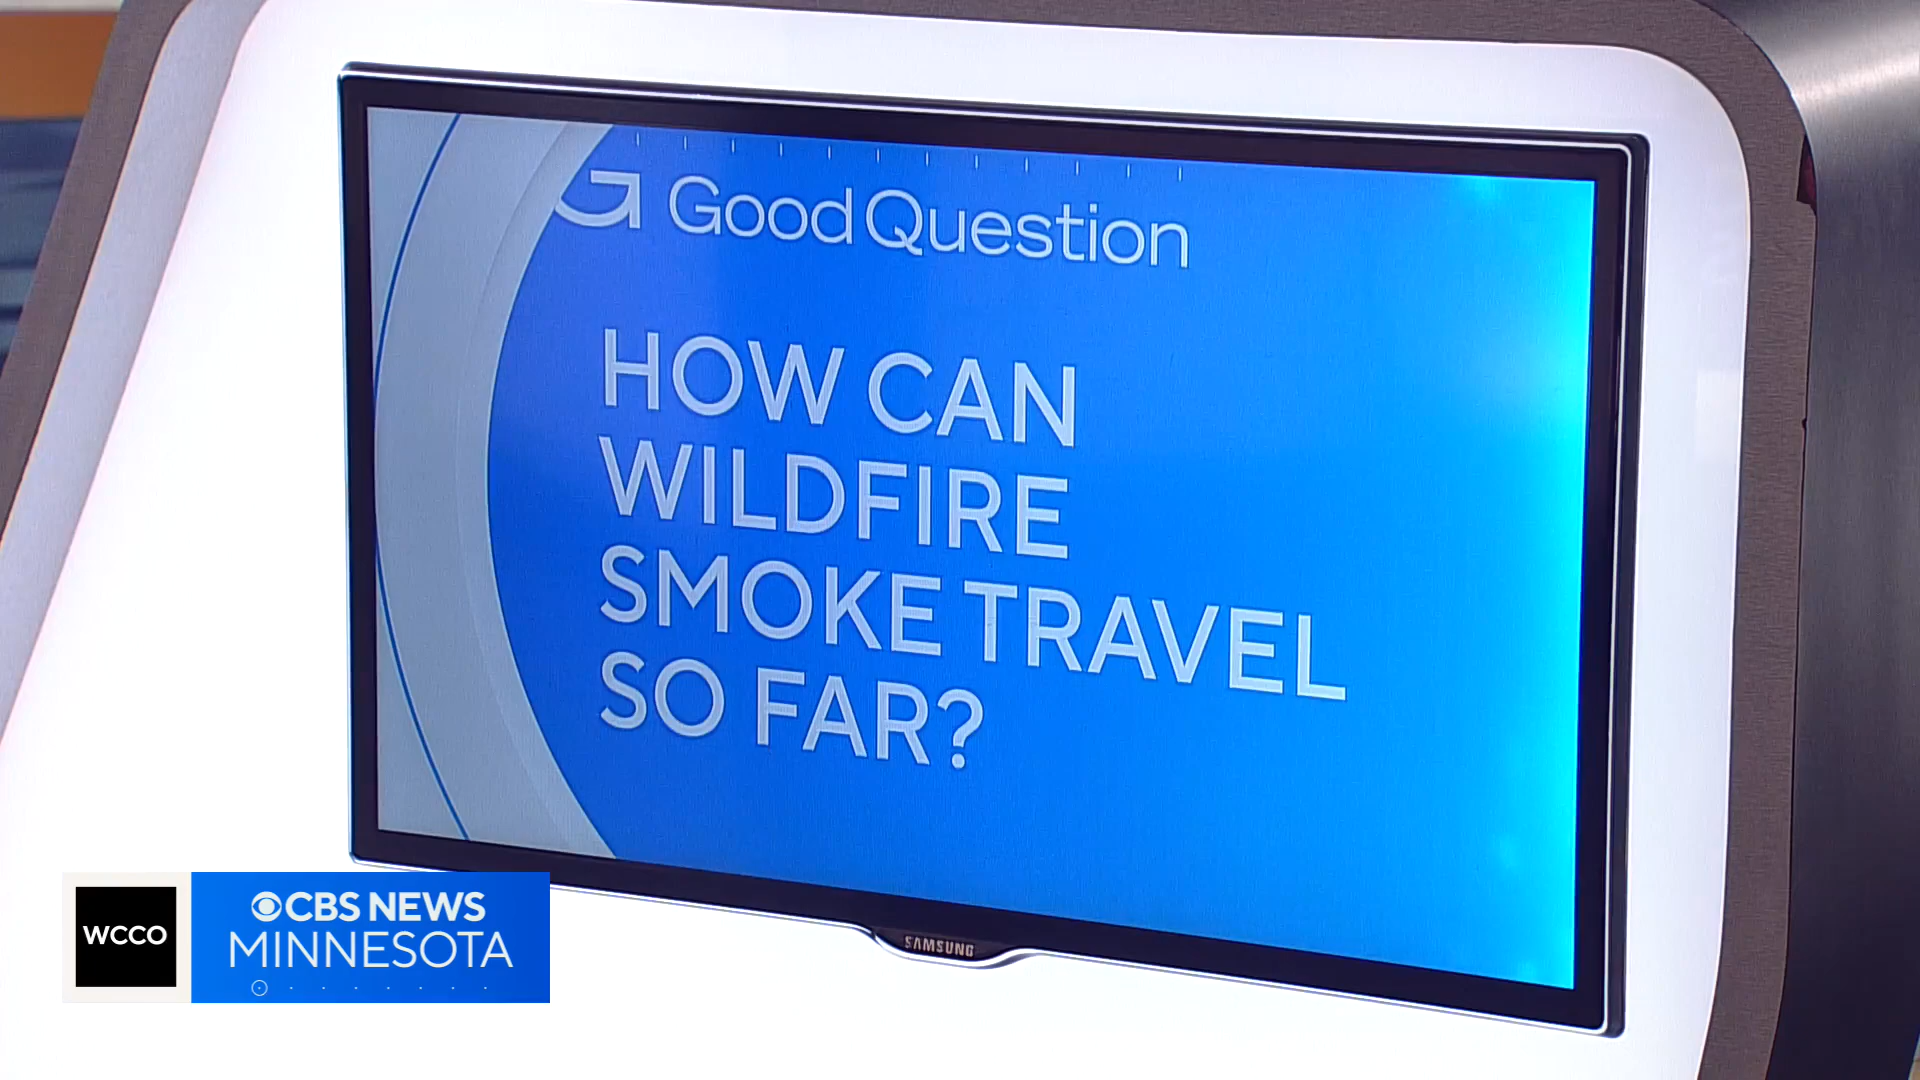 Good Question
HOW CAN
WILDFIRE
SMOKE TRAVEL
SO FAR?
SAMSUNG
WCCO
CBS NEWS
MINNESOTA